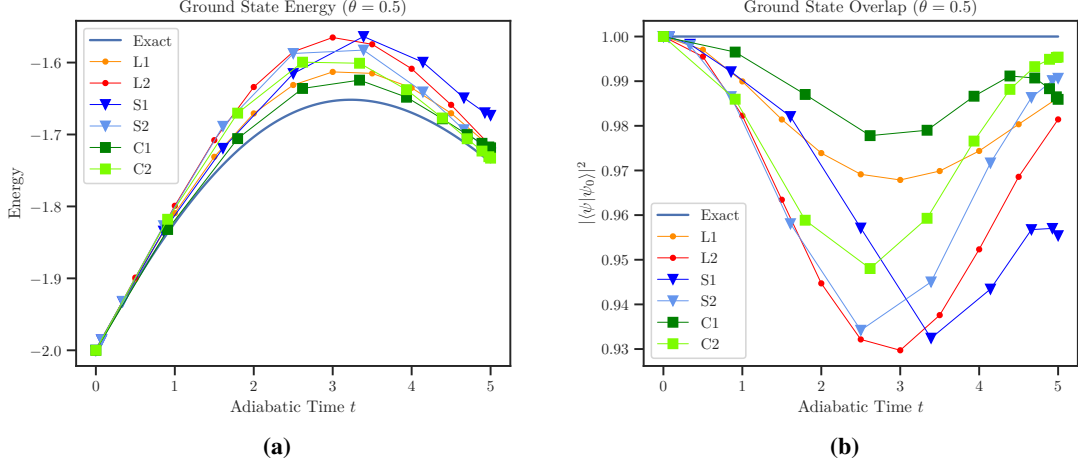 Ground State Energy (θ = 0.5)
Energy
−1.6
−1.7
−1.8
−1.9
−2.0
Exact
L1
L2
S1
S2
C1
C2
0 1 2 3 4 5
Adiabatic Time t
(a)
Ground State Overlap (θ = 0.5)
|⟨ψ|ψ₀⟩|²
1.00
0.99
0.98
0.97
0.96
0.95
0.94
0.93
Exact
L1
L2
S1
S2
C1
C2
0 1 2 3 4 5
Adiabatic Time t
(b)